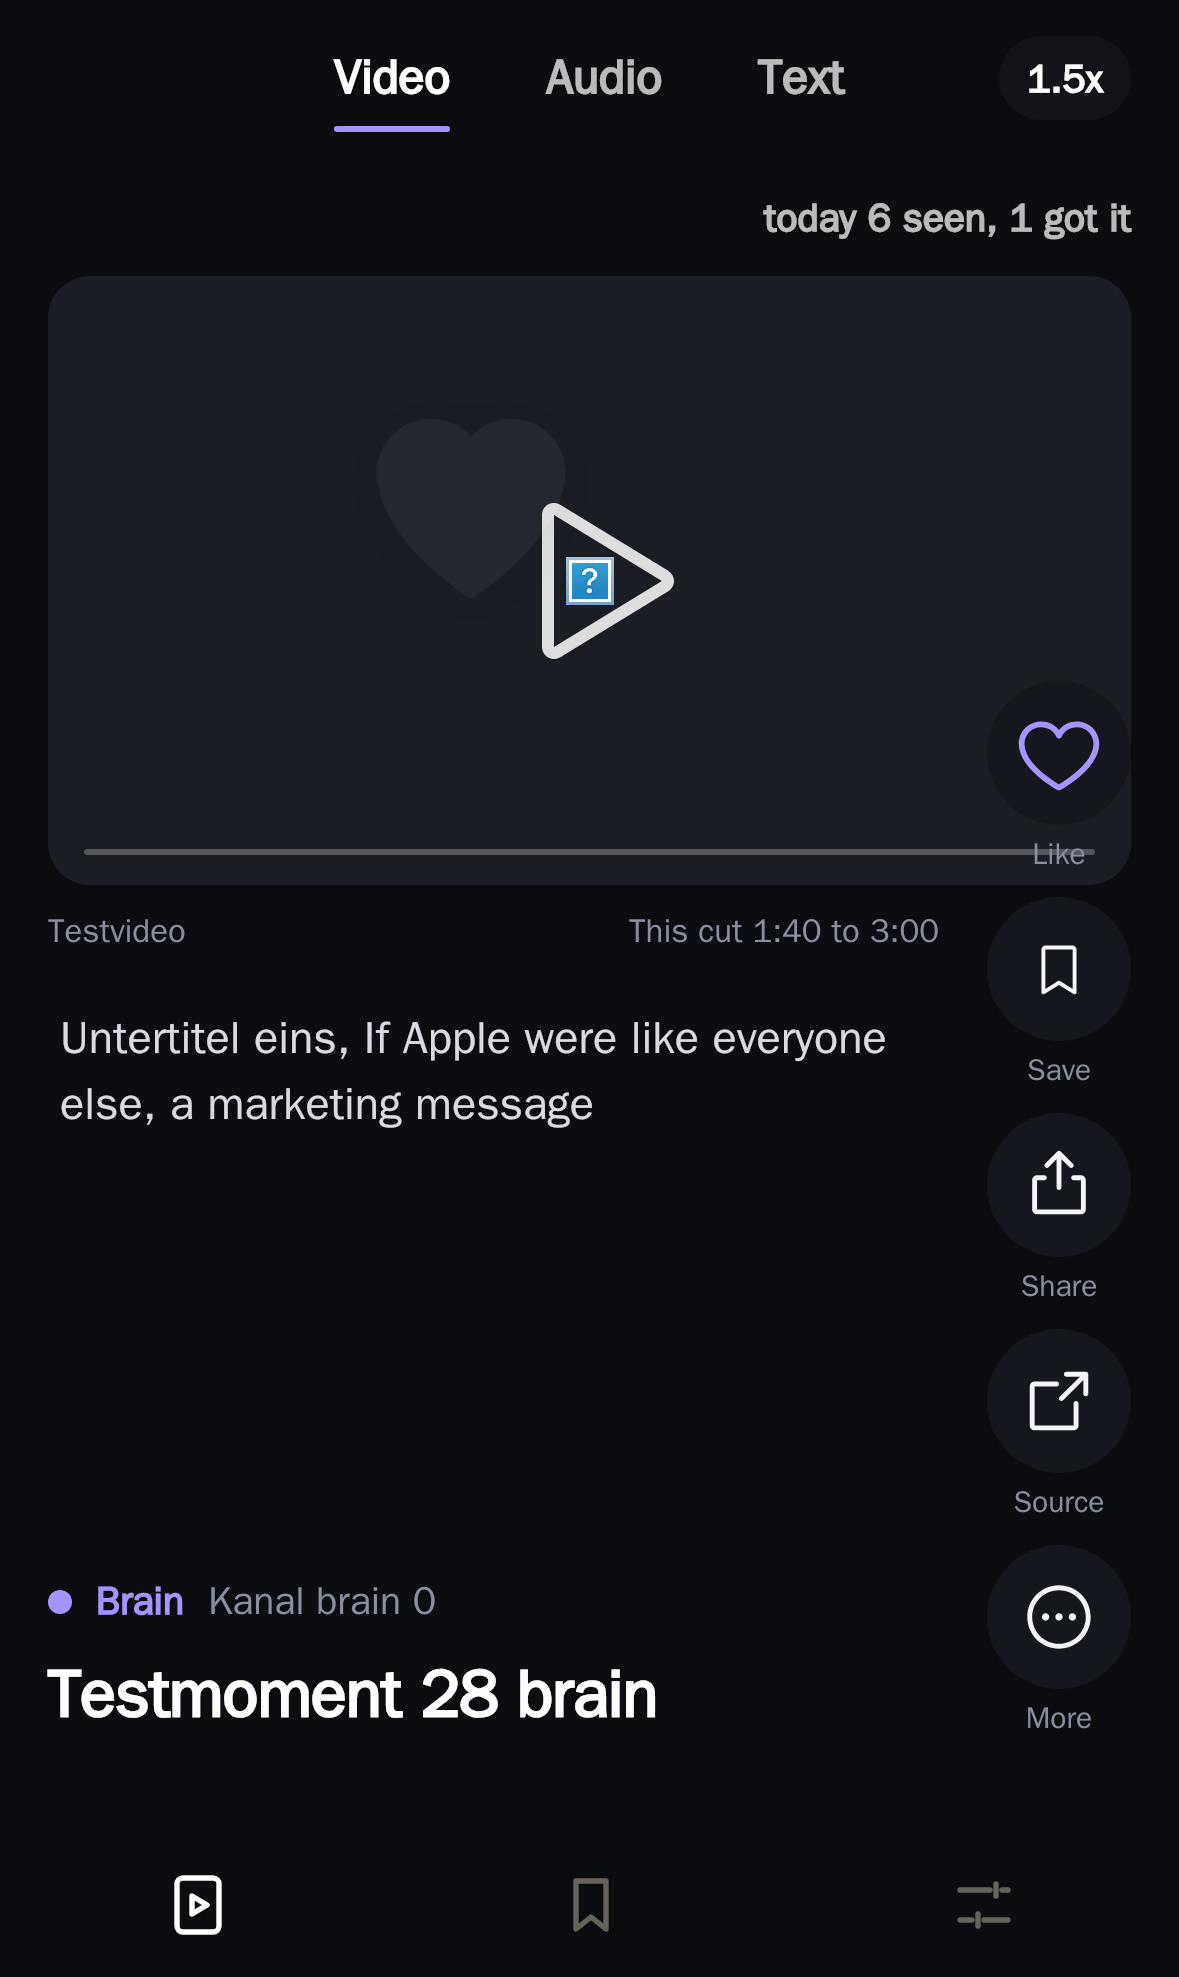 Video Audio Text 1.5x
today 6 seen, 1 got it
?
Like
Testvideo This cut 1:40 to 3:00
Untertitel eins, If Apple were like everyone
else, a marketing message
Save
Share
Source
Brain Kanal brain 0
Testmoment 28 brain
More